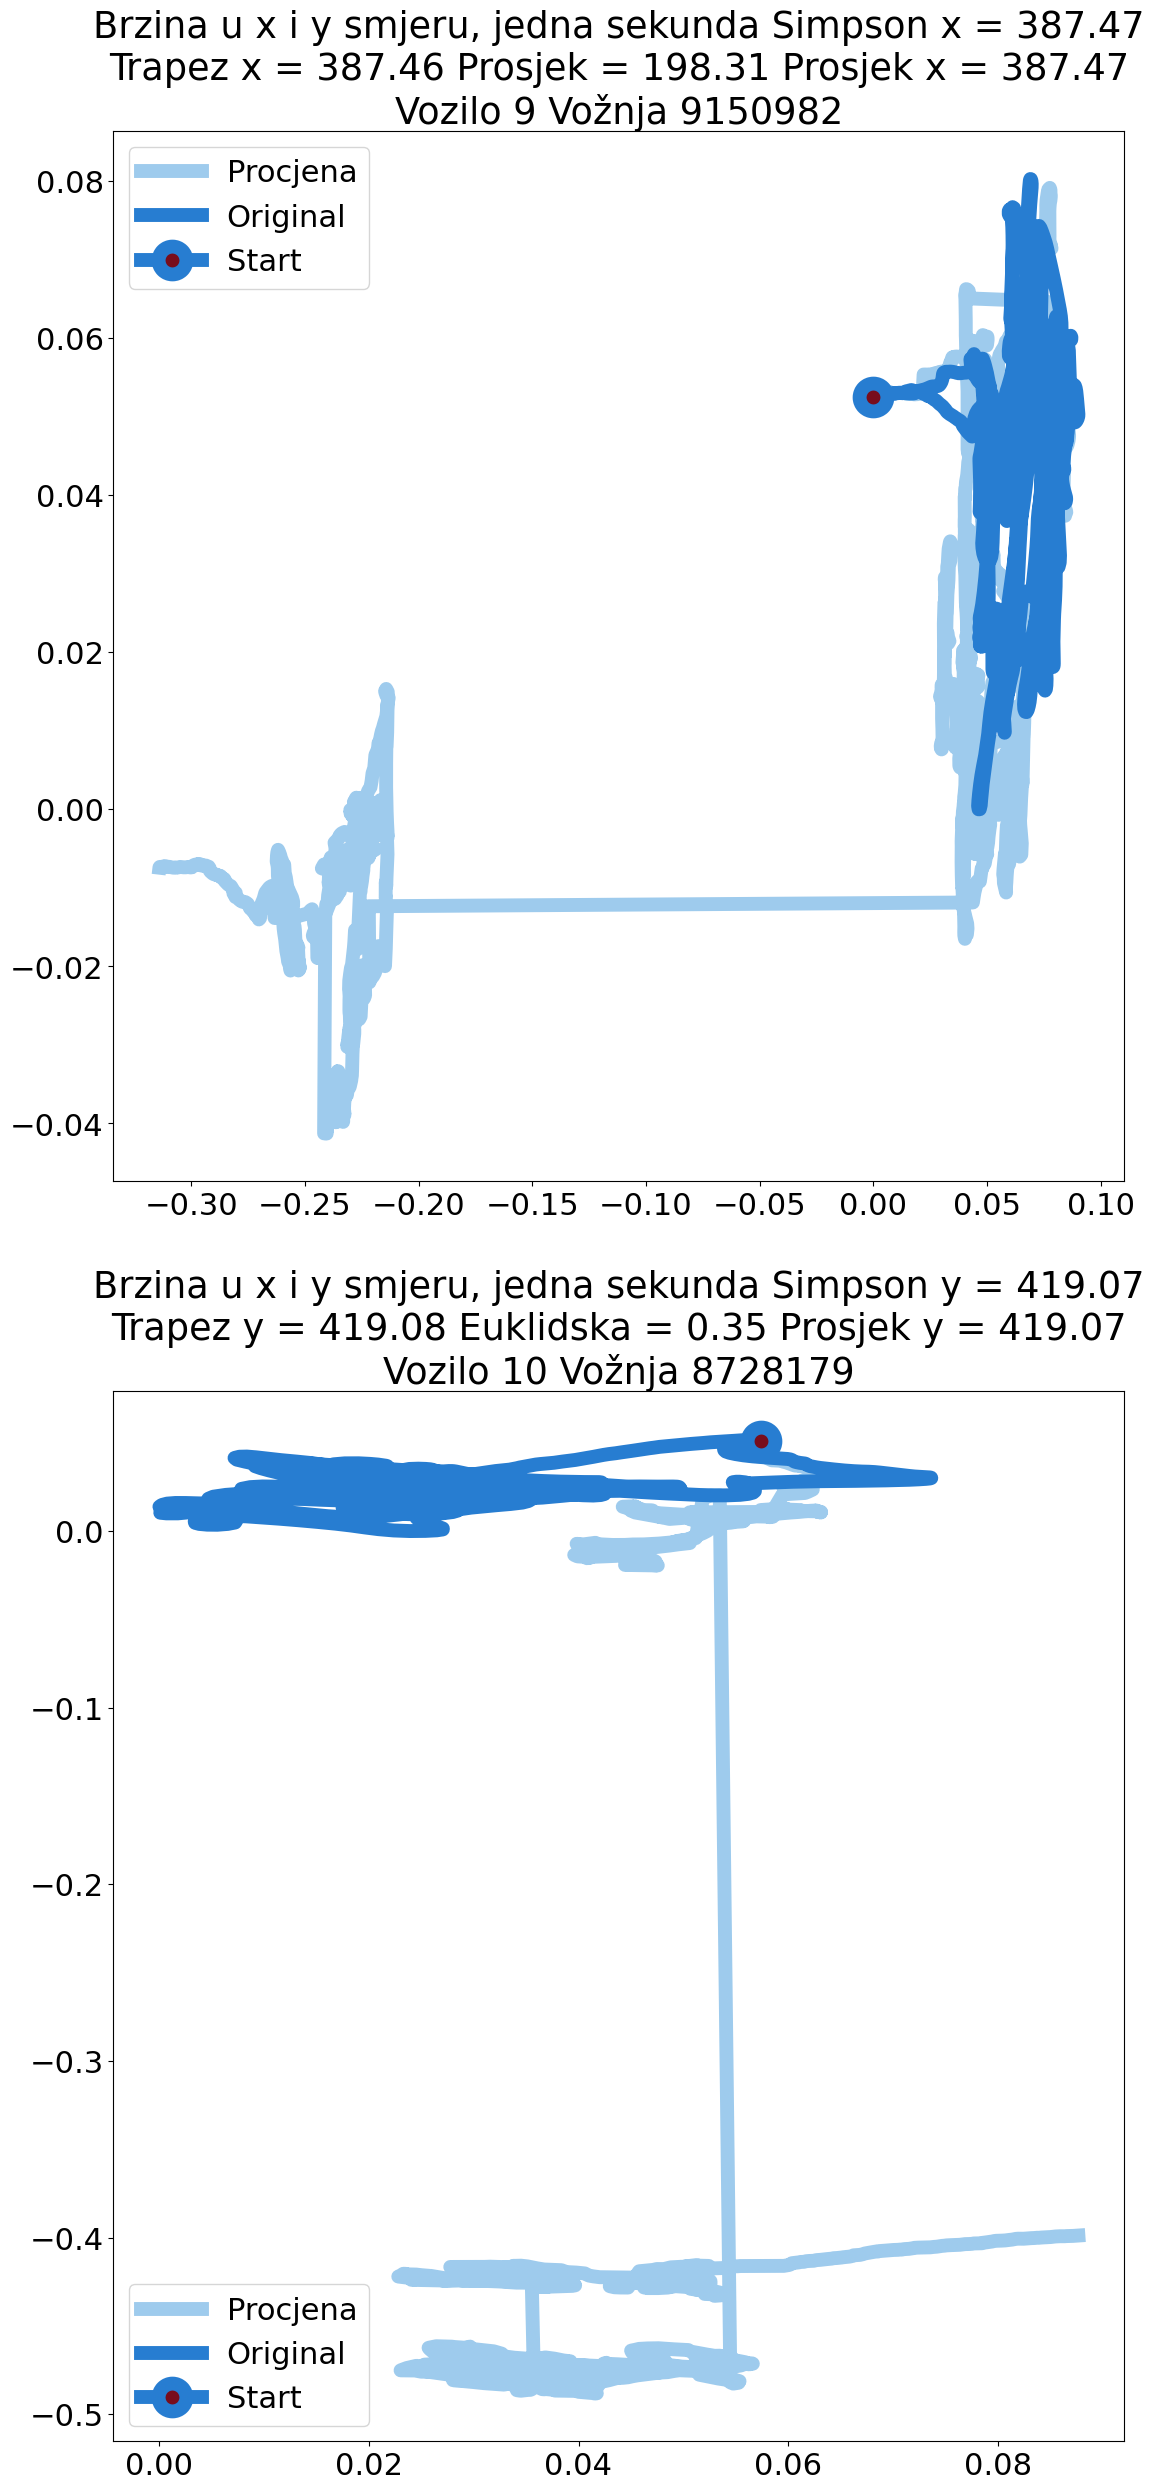 Brzina u x i y smjeru, jedna sekunda Simpson x = 387.47
Trapez x = 387.46 Prosjek = 198.31 Prosjek x = 387.47
Vozilo 9 Vožnja 9150982
Procjena
Original
Start
0.08
0.06
0.04
0.02
0.00
−0.02
−0.04
−0.30 −0.25 −0.20 −0.15 −0.10 −0.05 0.00 0.05 0.10
Brzina u x i y smjeru, jedna sekunda Simpson y = 419.07
Trapez y = 419.08 Euklidska = 0.35 Prosjek y = 419.07
Vozilo 10 Vožnja 8728179
0.0
−0.1
−0.2
−0.3
−0.4
−0.5
Procjena
Original
Start
0.00 0.02 0.04 0.06 0.08